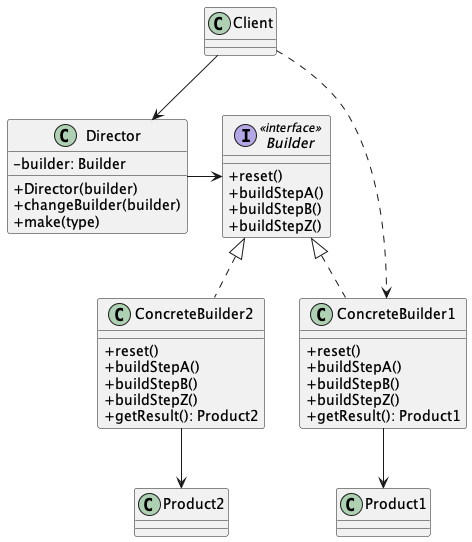 C Client
C Director
-builder: Builder
+Director(builder)
+changeBuilder(builder)
+make(type)
I «interface»
Builder
+reset()
+buildStepA()
+buildStepB()
+buildStepZ()
C ConcreteBuilder2
+reset()
+buildStepA()
+buildStepB()
+buildStepZ()
+getResult(): Product2
C ConcreteBuilder1
+reset()
+buildStepA()
+buildStepB()
+buildStepZ()
+getResult(): Product1
C Product2
C Product1